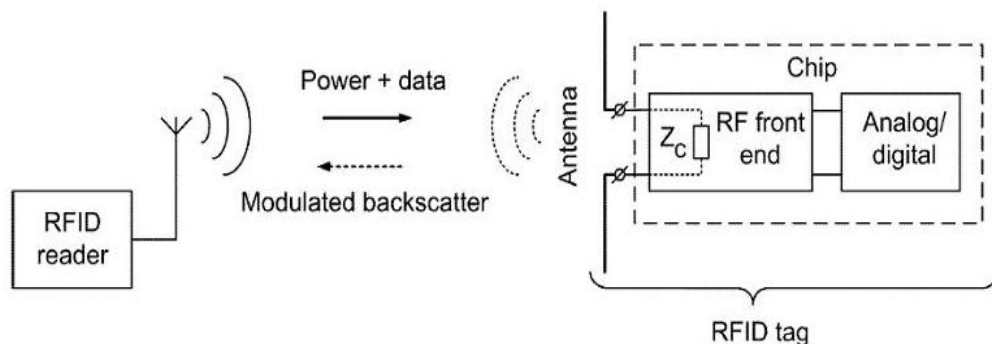 Power + data
Modulated backscatter
RFID
reader
Antenna
Chip
Z_C
RF front
end
Analog/
digital
RFID tag